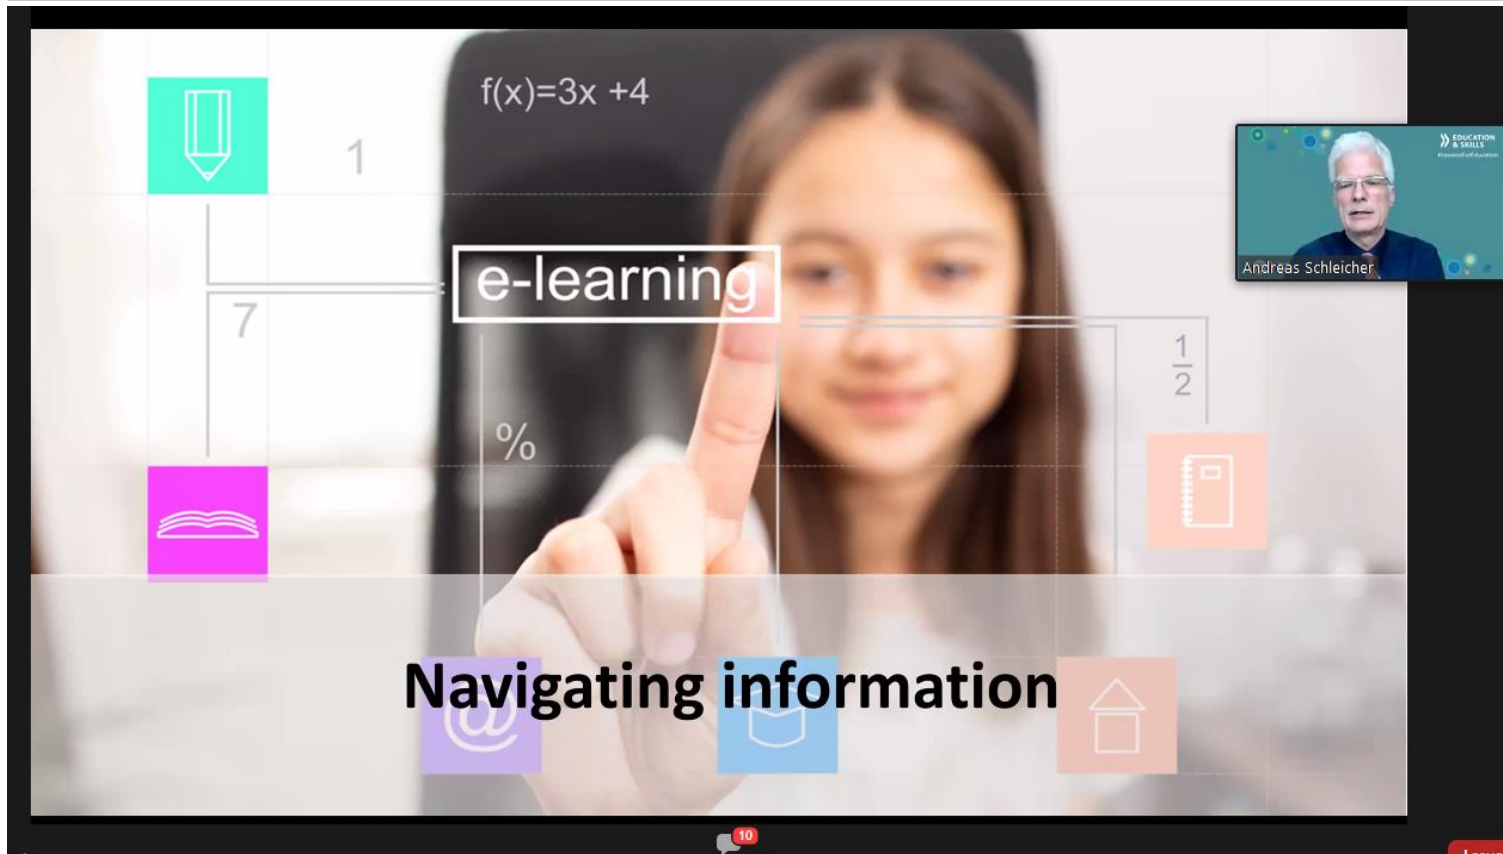 f(x)=3x +4
1
EDUCATION
& SKILLS
e-learning
Andreas Schleicher
7
1
2
%
Navigating information
@
10